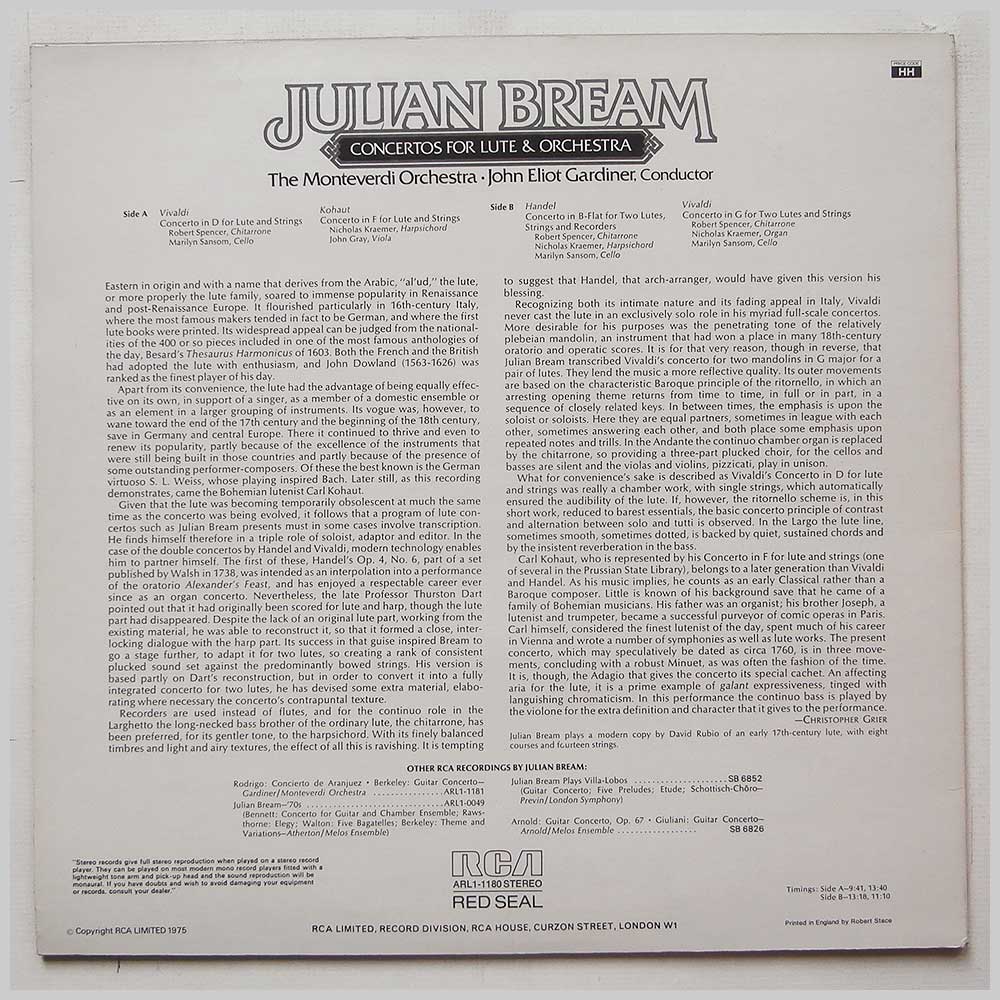 PRICE CODE
HH
JULIAN BREAM
CONCERTOS FOR LUTE & ORCHESTRA
The Monteverdi Orchestra · John Eliot Gardiner, Conductor
Side A
Vivaldi
Concerto in D for Lute and Strings
Robert Spencer, Chitarrone
Marilyn Sansom, Cello
Kohaut
Concerto in F for Lute and Strings
Nicholas Kraemer, Harpsichord
John Gray, Viola
Side B
Handel
Concerto in B-Flat for Two Lutes,
Strings and Recorders
Robert Spencer, Chitarrone
Nicholas Kraemer, Harpsichord
Marilyn Sansom, Cello
Vivaldi
Concerto in G for Two Lutes and Strings
Robert Spencer, Chitarrone
Nicholas Kraemer, Organ
Marilyn Sansom, Cello
Eastern in origin and with a name that derives from the Arabic, "al'ud," the lute,
or more properly the lute family, soared to immense popularity in Renaissance
and post-Renaissance Europe. It flourished particularly in 16th-century Italy,
where the most famous makers tended in fact to be German, and where the first
lute books were printed. Its widespread appeal can be judged from the national-
ities of the 400 or so pieces included in one of the most famous anthologies of
the day, Besard's Thesaurus Harmonicus of 1603. Both the French and the British
had adopted the lute with enthusiasm, and John Dowland (1563-1626) was
ranked as the finest player of his day.
Apart from its convenience, the lute had the advantage of being equally effec-
tive on its own, in support of a singer, as a member of a domestic ensemble or
as an element in a larger grouping of instruments. Its vogue was, however, to
wane toward the end of the 17th century and the beginning of the 18th century,
save in Germany and central Europe. There it continued to thrive and even to
renew its popularity, partly because of the excellence of the instruments that
were still being built in those countries and partly because of the presence of
some outstanding performer-composers. Of these the best known is the German
virtuoso S. L. Weiss, whose playing inspired Bach. Later still, as this recording
demonstrates, came the Bohemian lutenist Carl Kohaut.
Given that the lute was becoming temporarily obsolescent at much the same
time as the concerto was being evolved, it follows that a program of lute con-
certos such as Julian Bream presents must in some cases involve transcription.
He finds himself therefore in a triple role of soloist, adaptor and editor. In the
case of the double concertos by Handel and Vivaldi, modern technology enables
him to partner himself. The first of these, Handel's Op. 4, No. 6, part of a set
published by Walsh in 1738, was intended as an interpolation into a performance
of the oratorio Alexander's Feast, and has enjoyed a respectable career ever
since as an organ concerto. Nevertheless, the late Professor Thurston Dart
pointed out that it had originally been scored for lute and harp, though the lute
part had disappeared. Despite the lack of an original lute part, working from the
existing material, he was able to reconstruct it, so that it formed a close, inter-
locking dialogue with the harp part. Its success in that guise inspired Bream to
go a stage further, to adapt it for two lutes, so creating a rank of consistent
plucked sound set against the predominantly bowed strings. His version is
based partly on Dart's reconstruction, but in order to convert it into a fully
integrated concerto for two lutes, he has devised some extra material, elabo-
rating where necessary the concerto's contrapuntal texture.
Recorders are used instead of flutes, and for the continuo role in the
Larghetto the long-necked bass brother of the ordinary lute, the chitarrone, has
been preferred, for its gentler tone, to the harpsichord. With its finely balanced
timbres and light and airy textures, the effect of all this is ravishing. It is tempting
to suggest that Handel, that arch-arranger, would have given this version his
blessing.
Recognizing both its intimate nature and its fading appeal in Italy, Vivaldi
never cast the lute in an exclusively solo role in his myriad full-scale concertos.
More desirable for his purposes was the penetrating tone of the relatively
plebeian mandolin, an instrument that had won a place in many 18th-century
oratorio and operatic scores. It is for that very reason, though in reverse, that
Julian Bream transcribed Vivaldi's concerto for two mandolins in G major for a
pair of lutes. They lend the music a more reflective quality. Its outer movements
are based on the characteristic Baroque principle of the ritornello, in which an
arresting opening theme returns from time to time, in full or in part, in a
sequence of closely related keys. In between times, the emphasis is upon the
soloist or soloists. Here they are equal partners, sometimes in league with each
other, sometimes answering each other, and both place some emphasis upon
repeated notes and trills. In the Andante the continuo chamber organ is replaced
by the chitarrone, so providing a three-part plucked choir, for the cellos and
basses are silent and the violas and violins, pizzicati, play in unison.
What for convenience's sake is described as Vivaldi's Concerto in D for lute
and strings was really a chamber work, with single strings, which automatically
ensured the audibility of the lute. If, however, the ritornello scheme is, in this
short work, reduced to barest essentials, the basic concerto principle of contrast
and alternation between solo and tutti is observed. In the Largo the lute line,
sometimes smooth, sometimes dotted, is backed by quiet, sustained chords and
by the insistent reverberation in the bass.
Carl Kohaut, who is represented by his Concerto in F for lute and strings (one
of several in the Prussian State Library), belongs to a later generation than Vivaldi
and Handel. As his music implies, he counts as an early Classical rather than a
Baroque composer. Little is known of his background save that he came of a
family of Bohemian musicians. His father was an organist; his brother Joseph, a
lutenist and trumpeter, became a successful purveyor of comic operas in Paris.
Carl himself, considered the finest lutenist of the day, spent much of his career
in Vienna and wrote a number of symphonies as well as lute works. The present
concerto, which may speculatively be dated as circa 1760, is in three move-
ments, concluding with a robust Minuet, as was often the fashion of the time.
It is, though, the Adagio that gives the concerto its special cachet. An affecting
aria for the lute, it is a prime example of galant expressiveness, tinged with
languishing chromaticism. In this performance the continuo bass is played by
the violone for the extra definition and character that it gives to the performance.
—CHRISTOPHER GRIER
Julian Bream plays a modern copy by David Rubio of an early 17th-century lute, with eight
courses and fourteen strings.
OTHER RCA RECORDINGS BY JULIAN BREAM:
Rodrigo: Concierto de Aranjuez • Berkeley: Guitar Concerto—
Gardiner/Monteverdi Orchestra ................ ARL1-1181
Julian Bream—'70s ................................ ARL1-0049
(Bennett: Concerto for Guitar and Chamber Ensemble; Raws-
thorne: Elegy; Walton: Five Bagatelles; Berkeley: Theme and
Variations—Atherton/Melos Ensemble)
Julian Bream Plays Villa-Lobos ...................... SB 6852
(Guitar Concerto; Five Preludes; Etude; Schottisch-Chôro—
Previn/London Symphony)
Arnold: Guitar Concerto, Op. 67 • Giuliani: Guitar Concerto—
Arnold/Melos Ensemble .................. SB 6826
"Stereo records give full stereo reproduction when played on a stereo record
player. They can be played on most modern mono record players fitted with a
lightweight tone arm and pick-up head and the sound reproduction will be
monaural. If you have doubts and wish to avoid damaging your equipment
or records, consult your dealer."
RCA
ARL1-1180 STEREO
RED SEAL
Timings: Side A—9:41, 13:40
Side B—13:18, 11:10
© Copyright RCA LIMITED 1975
RCA LIMITED, RECORD DIVISION, RCA HOUSE, CURZON STREET, LONDON W1
Printed in England by Robert Stace